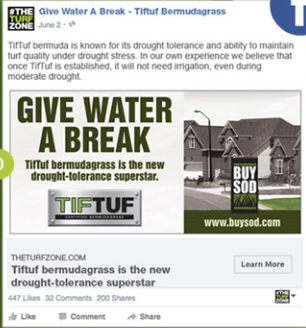 #THE
TURF
ZONE
Give Water A Break - Tiftuf Bermudagrass
June 2 ·
TifTuf bermuda is known for its drought tolerance and ability to maintain
turf quality under drought stress. In our own experience we believe that
once TifTuf is established, it will not need irrigation, even during
moderate drought.
GIVE WATER
A BREAK
TifTuf bermudagrass is the new
drought-tolerance superstar.
TIFTUF
CERTIFIED BERMUDAGRASS
BUY
SOD
www.buysod.com
THETURFZONE.COM
Tiftuf bermudagrass is the new
drought-tolerance superstar
Learn More
447 Likes 32 Comments 200 Shares
Like Comment Share